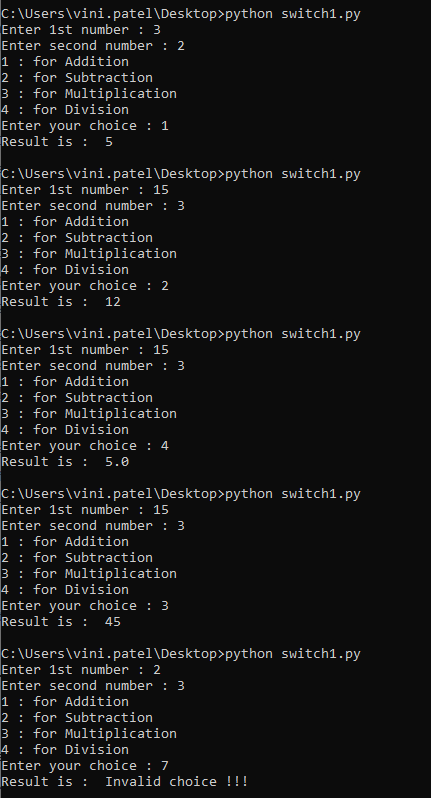 C:\Users\vini.patel\Desktop>python switch1.py
Enter 1st number : 3
Enter second number : 2
1 : for Addition
2 : for Subtraction
3 : for Multiplication
4 : for Division
Enter your choice : 1
Result is :  5
C:\Users\vini.patel\Desktop>python switch1.py
Enter 1st number : 15
Enter second number : 3
1 : for Addition
2 : for Subtraction
3 : for Multiplication
4 : for Division
Enter your choice : 2
Result is :  12
C:\Users\vini.patel\Desktop>python switch1.py
Enter 1st number : 15
Enter second number : 3
1 : for Addition
2 : for Subtraction
3 : for Multiplication
4 : for Division
Enter your choice : 4
Result is :  5.0
C:\Users\vini.patel\Desktop>python switch1.py
Enter 1st number : 15
Enter second number : 3
1 : for Addition
2 : for Subtraction
3 : for Multiplication
4 : for Division
Enter your choice : 3
Result is :  45
C:\Users\vini.patel\Desktop>python switch1.py
Enter 1st number : 2
Enter second number : 3
1 : for Addition
2 : for Subtraction
3 : for Multiplication
4 : for Division
Enter your choice : 7
Result is :  Invalid choice !!!